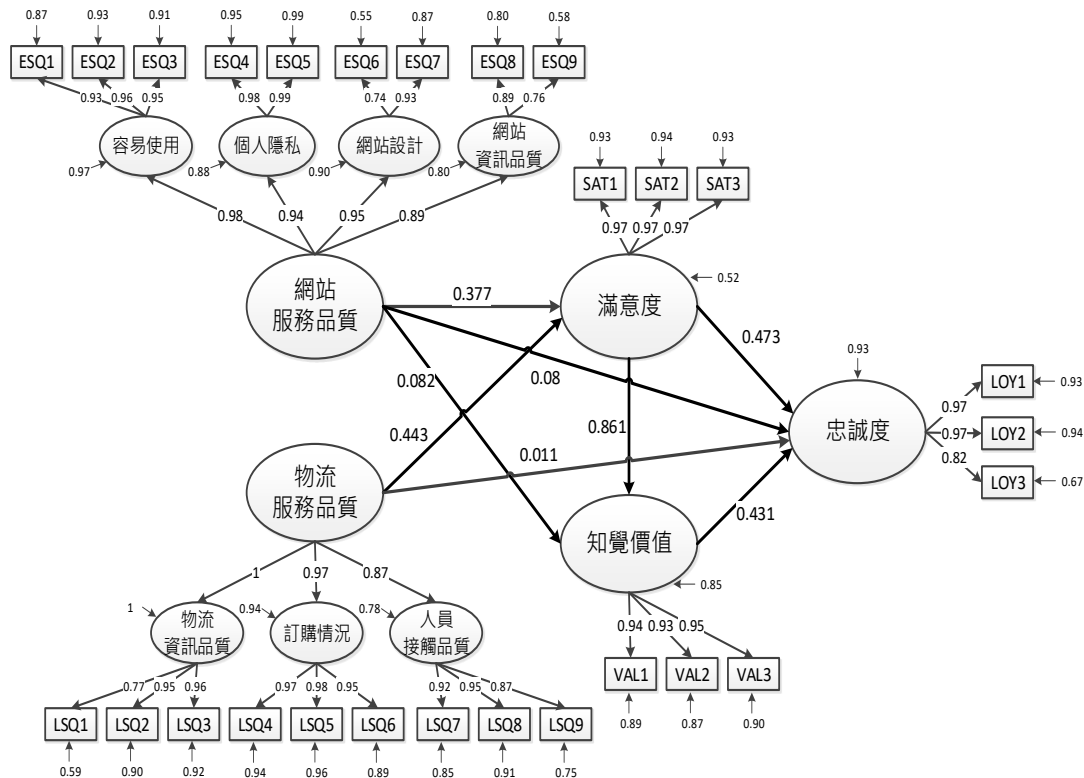 0.87 0.93 0.91 0.95 0.99 0.55 0.87 0.80 0.58
ESQ1 ESQ2 ESQ3 ESQ4 ESQ5 ESQ6 ESQ7 ESQ8 ESQ9
0.93 0.96 0.95 0.98 0.99 0.74 0.93 0.89 0.76
容易使用
個人隱私
網站設計
網站
資訊品質
0.97 0.88 0.90 0.80
0.98 0.94 0.95 0.89
0.93 0.94 0.93
SAT1 SAT2 SAT3
0.97 0.97 0.97
網站
服務品質
滿意度
0.52
0.377
0.473
0.082
0.08
0.443
0.861
0.011
0.431
0.93
忠誠度
0.97 LOY1 0.93
0.97 LOY2 0.94
0.82 LOY3 0.67
物流
服務品質
知覺價值
0.85
1 0.97 0.87
1 0.94 0.78
物流
資訊品質
訂購情況
人員
接觸品質
0.94 0.93 0.95
VAL1 VAL2 VAL3
0.89 0.87 0.90
0.77 0.95 0.96 0.97 0.98 0.95 0.92 0.95 0.87
LSQ1 LSQ2 LSQ3 LSQ4 LSQ5 LSQ6 LSQ7 LSQ8 LSQ9
0.59 0.90 0.92 0.94 0.96 0.89 0.85 0.91 0.75